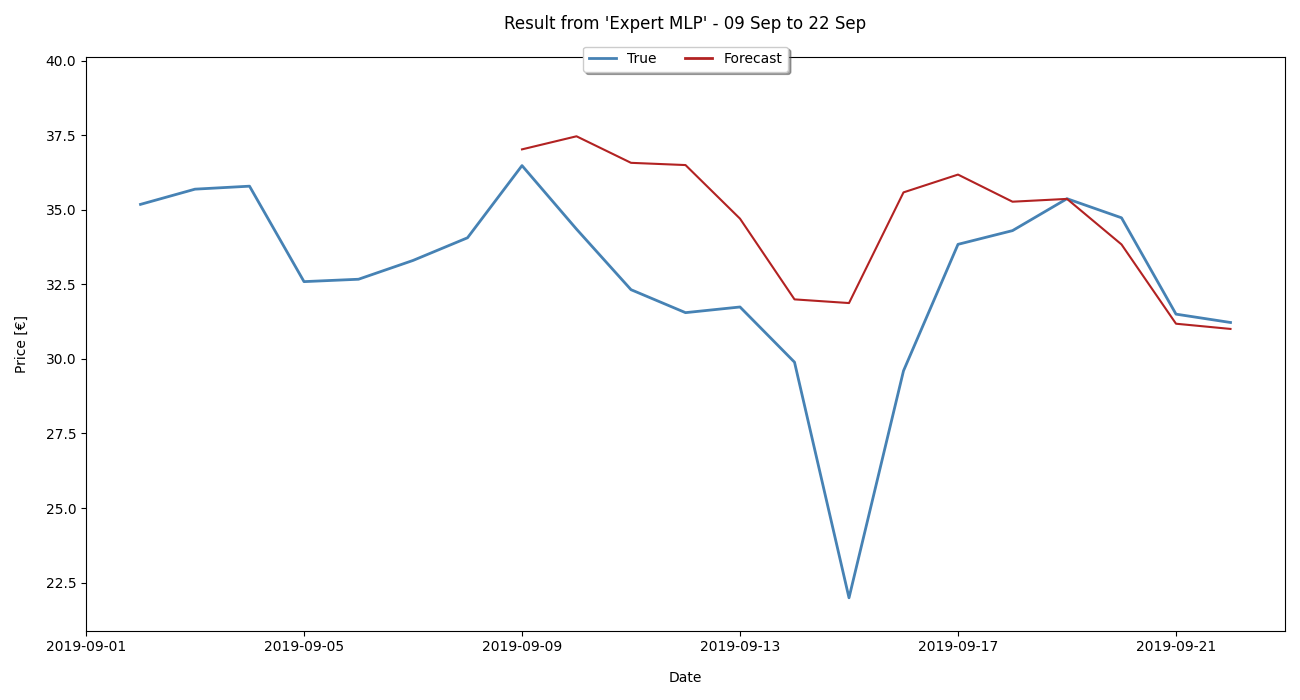 Result from 'Expert MLP' - 09 Sep to 22 Sep
True Forecast
40.0
37.5
35.0
32.5
30.0
27.5
25.0
22.5
Price [€]
2019-09-01 2019-09-05 2019-09-09 2019-09-13 2019-09-17 2019-09-21
Date